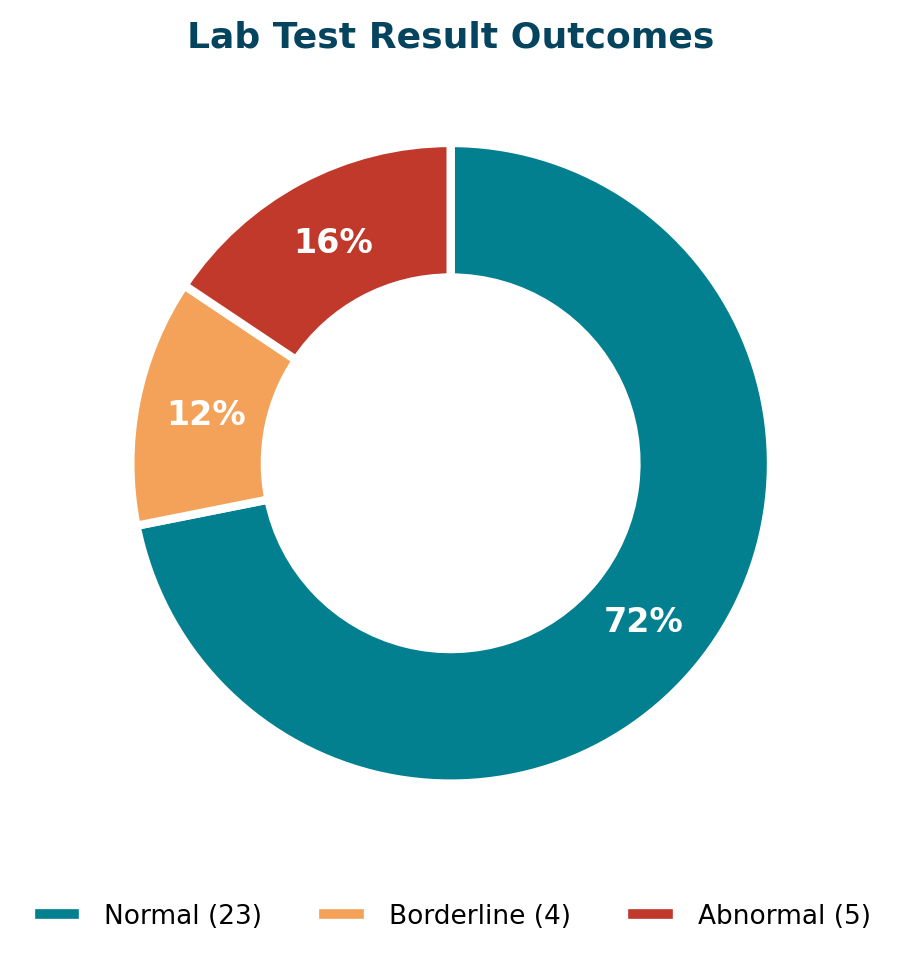 Lab Test Result Outcomes
16%
12%
72%
Normal (23)
Borderline (4)
Abnormal (5)